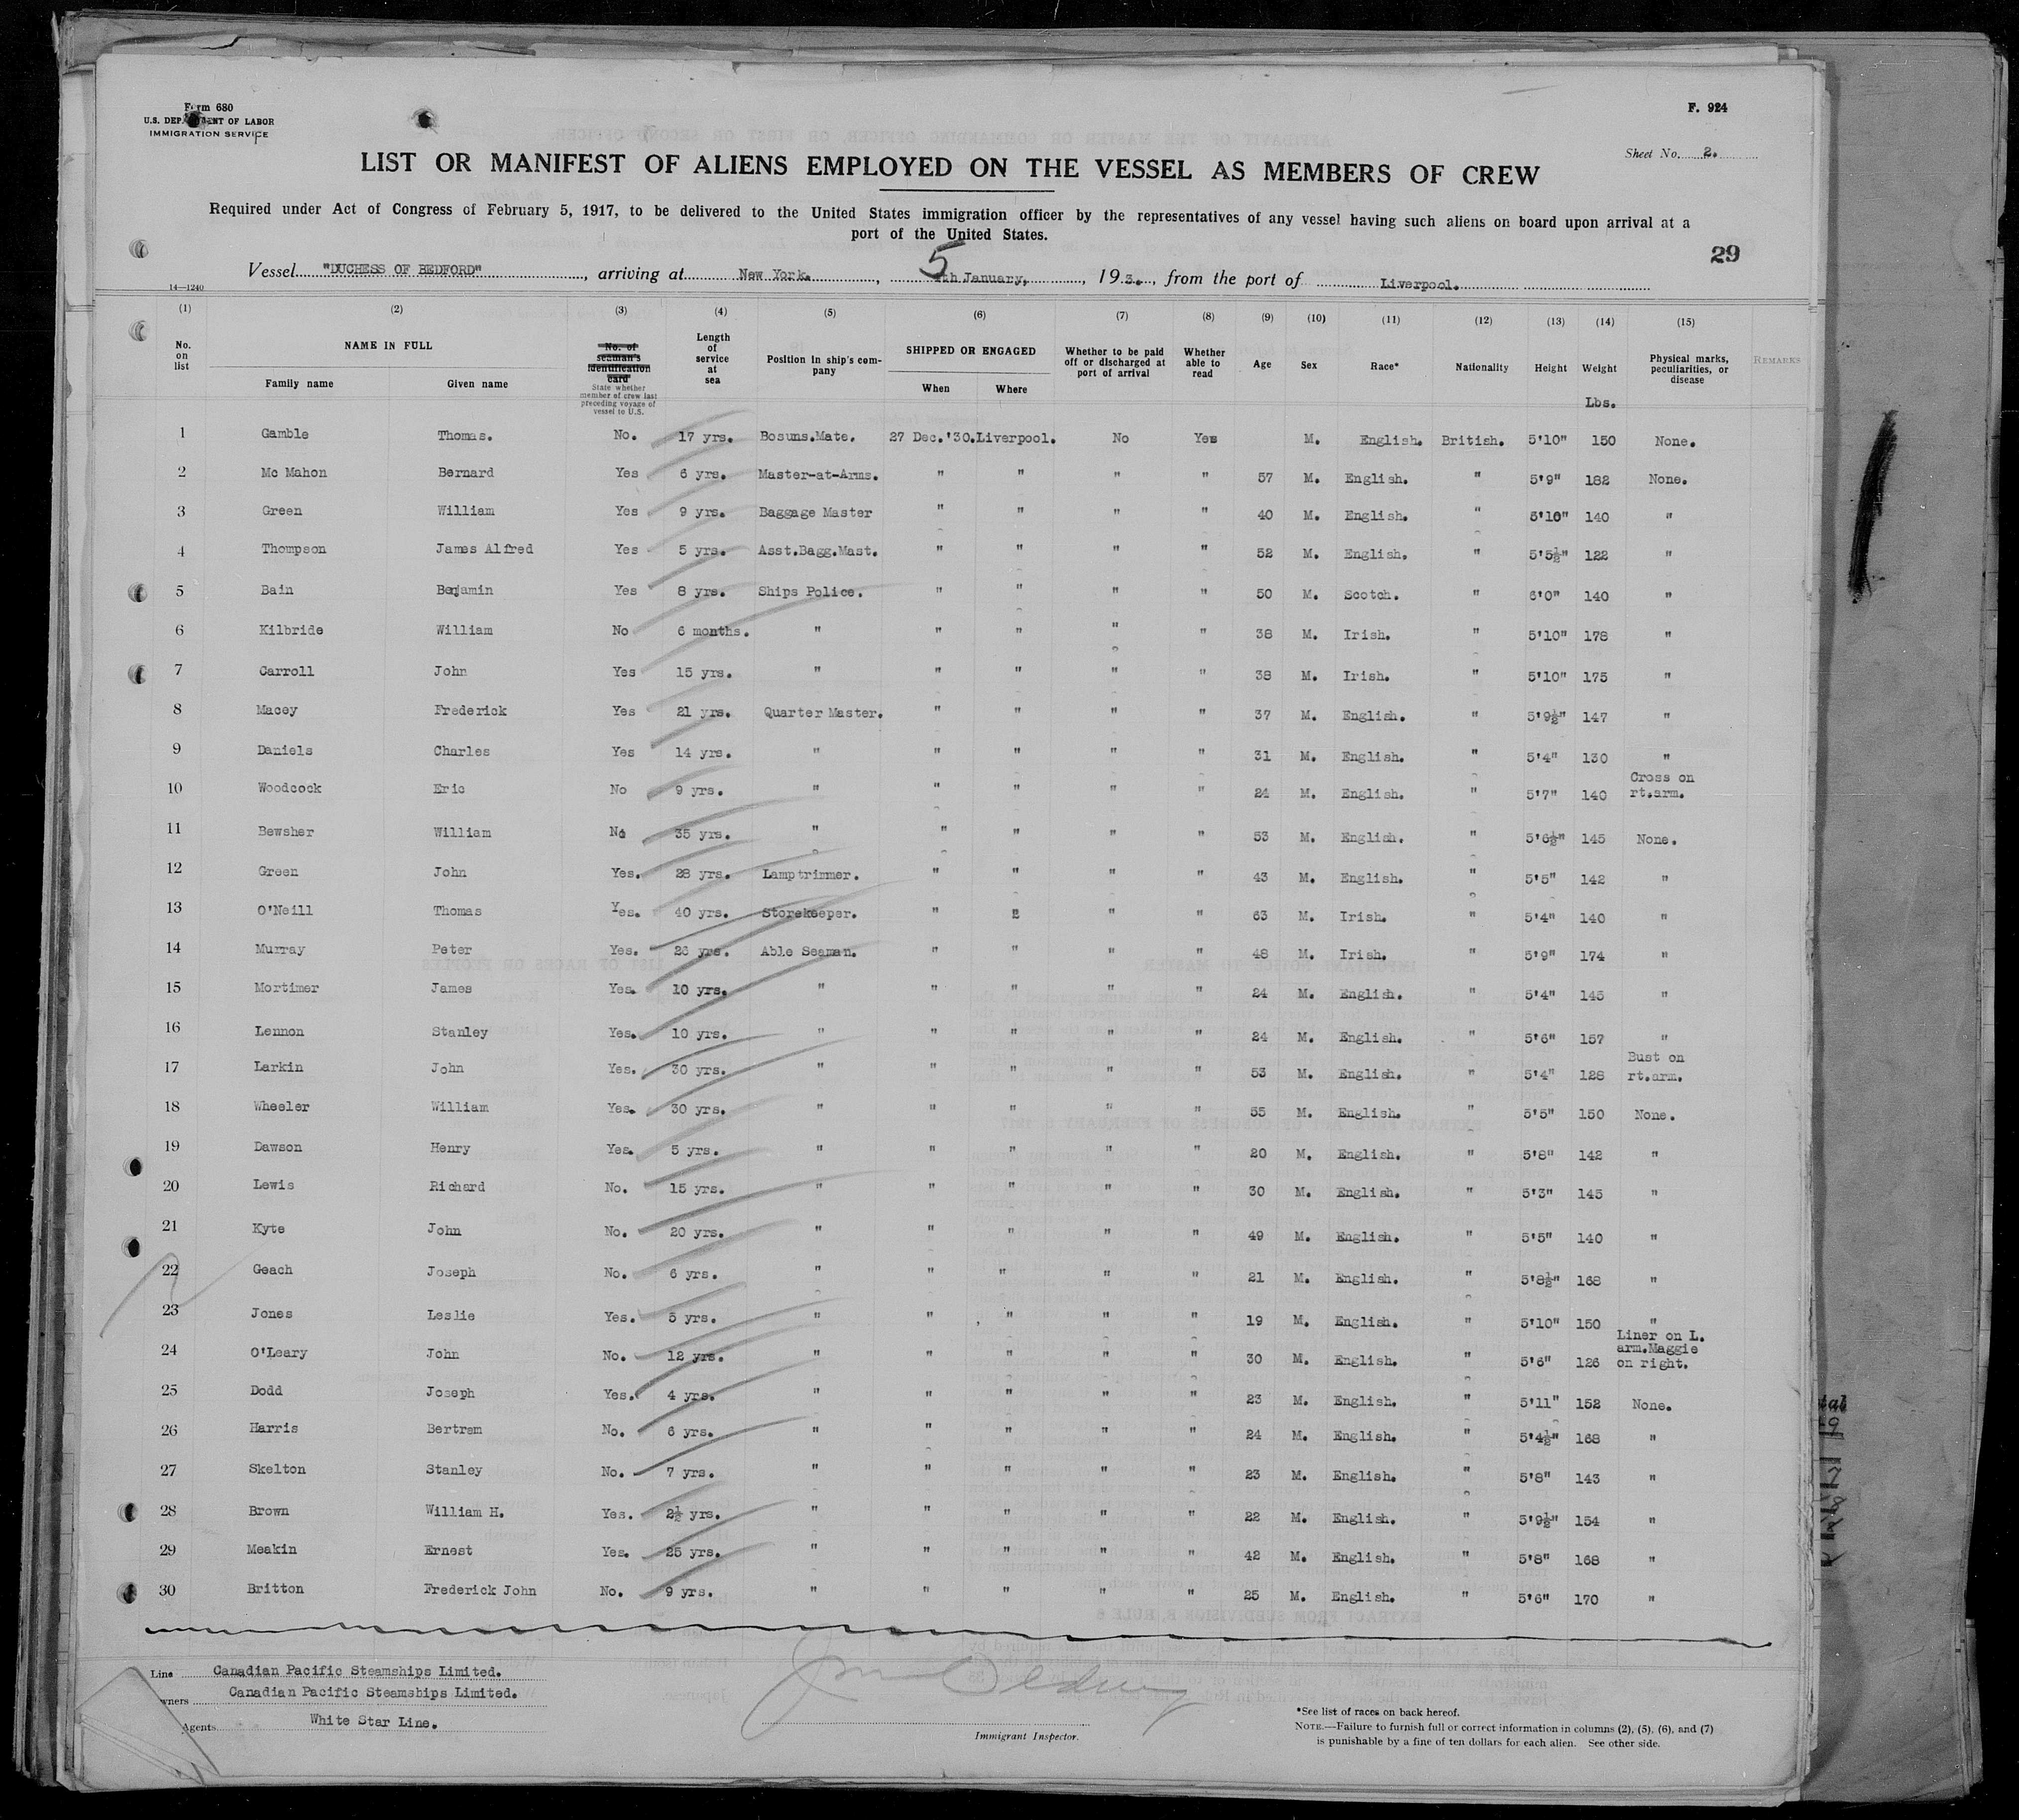 Form 680
U.S. DEPARTMENT OF LABOR
IMMIGRATION SERVICE
F. 924
Sheet No. 2.
LIST OR MANIFEST OF ALIENS EMPLOYED ON THE VESSEL AS MEMBERS OF CREW
Required under Act of Congress of February 5, 1917, to be delivered to the United States immigration officer by the representatives of any vessel having such aliens on board upon arrival at a
port of the United States.
29
Vessel "DUCHESS OF BEDFORD", arriving at New York., 5 th January, 193., from the port of Liverpool.
14—1240
(1) (2) (3) (4) (5) (6) (7) (8) (9) (10) (11) (12) (13) (14) (15)
No. on list NAME IN FULL Family name Given name No. of seaman's identification card State whether member of crew last preceding voyage of vessel to U.S. Length of service at sea Position in ship's company SHIPPED OR ENGAGED When Where Whether to be paid off or discharged at port of arrival Whether able to read Age Sex Race* Nationality Height Weight Physical marks, peculiarities, or disease REMARKS
Lbs.
1 Gamble Thomas. No. 17 yrs. Bosuns.Mate. 27 Dec.'30. Liverpool. No Yes M. English. British. 5'10" 150 None.
2 Mc Mahon Bernard Yes 6 yrs. Master-at-Arms. " " " " 57 M. English. " 5'9" 182 None.
3 Green William Yes 9 yrs. Baggage Master " " " " 40 M. English. " 5'10" 140 "
4 Thompson James Alfred Yes 5 yrs. Asst.Bagg.Mast. " " " " 52 M. English. " 5'5½" 122 "
5 Bain Benjamin Yes 8 yrs. Ships Police. " " " " 50 M. Scotch. " 6'0" 140 "
6 Kilbride William No 6 months. " " " " " 38 M. Irish. " 5'10" 178 "
7 Carroll John Yes 15 yrs. " " " " " 38 M. Irish. " 5'10" 175 "
8 Macey Frederick Yes 21 yrs. Quarter Master. " " " " 37 M. English. " 5'9½" 147 "
9 Daniels Charles Yes 14 yrs. " " " " " 31 M. English. " 5'4" 130 "
10 Woodcock Eric No 9 yrs. " " " " " 24 M. English. " 5'7" 140 Cross on rt.arm.
11 Bewsher William No 35 yrs. " " " " " 53 M. English. " 5'6½" 145 None.
12 Green John Yes. 28 yrs. Lamptrimmer. " " " " 43 M. English. " 5'5" 142 "
13 O'Neill Thomas Yes. 40 yrs. Storekeeper. " " " " 63 M. Irish. " 5'4" 140 "
14 Murray Peter Yes. 26 yrs. Able Seaman. " " " " 48 M. Irish. " 5'9" 174 "
15 Mortimer James Yes. 10 yrs. " " " " " 24 M. English. " 5'4" 145 "
16 Lennon Stanley Yes. 10 yrs. " " " " " 24 M. English. " 5'6" 157 "
17 Larkin John Yes. 30 yrs. " " " " " 53 M. English. " 5'4" 128 Bust on rt.arm.
18 Wheeler William Yes. 30 yrs. " " " " " 55 M. English. " 5'5" 150 None.
19 Dawson Henry Yes. 5 yrs. " " " " " 20 M. English. " 5'8" 142 "
20 Lewis Richard No. 15 yrs. " " " " " 30 M. English. " 5'3" 145 "
21 Kyte John No. 20 yrs. " " " " " 49 M. English. " 5'5" 140 "
22 Geach Joseph No. 6 yrs. " " " " " 21 M. English. " 5'8½" 168 "
23 Jones Leslie Yes. 5 yrs. " " " " " 19 M. English. " 5'10" 150 "
24 O'Leary John No. 12 yrs. " " " " " 30 M. English. " 5'6" 126 Liner on L. arm.Maggie on right.
25 Dodd Joseph Yes. 4 yrs. " " " " " 23 M. English. " 5'11" 152 None.
26 Harris Bertram No. 6 yrs. " " " " " 24 M. English. " 5'4½" 168 "
27 Skelton Stanley No. 7 yrs. " " " " " 23 M. English. " 5'8" 143 "
28 Brown William H. Yes. 2½ yrs. " " " " " 22 M. English. " 5'9½" 154 "
29 Meakin Ernest Yes. 25 yrs. " " " " " 42 M. English. " 5'8" 168 "
30 Britton Frederick John No. 9 yrs. " " " " " 25 M. English. " 5'6" 170 "
Line Canadian Pacific Steamships Limited.
wners Canadian Pacific Steamships Limited.
Agents White Star Line.
Immigrant Inspector.
*See list of races on back hereof.
NOTE.—Failure to furnish full or correct information in columns (2), (5), (6), and (7)
is punishable by a fine of ten dollars for each alien. See other side.